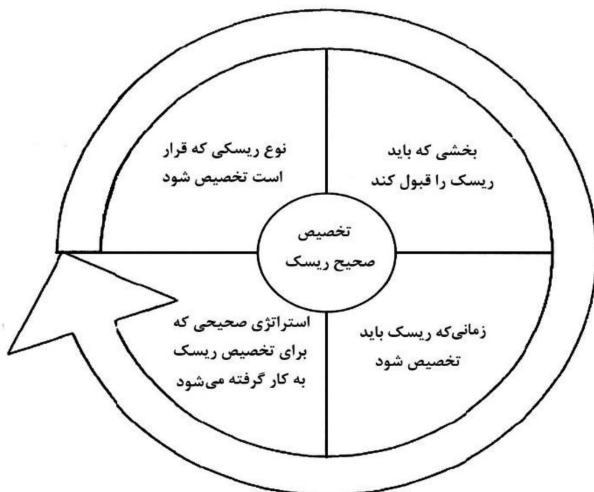 نوع ریسکی که قرار
است تخصیص شود
بخشی که باید
ریسک را قبول کند
تخصیص
صحیح ریسک
زمانی‌که ریسک باید
تخصیص شود
استراتژی صحیحی که
برای تخصیص ریسک
به کار گرفته می‌شود